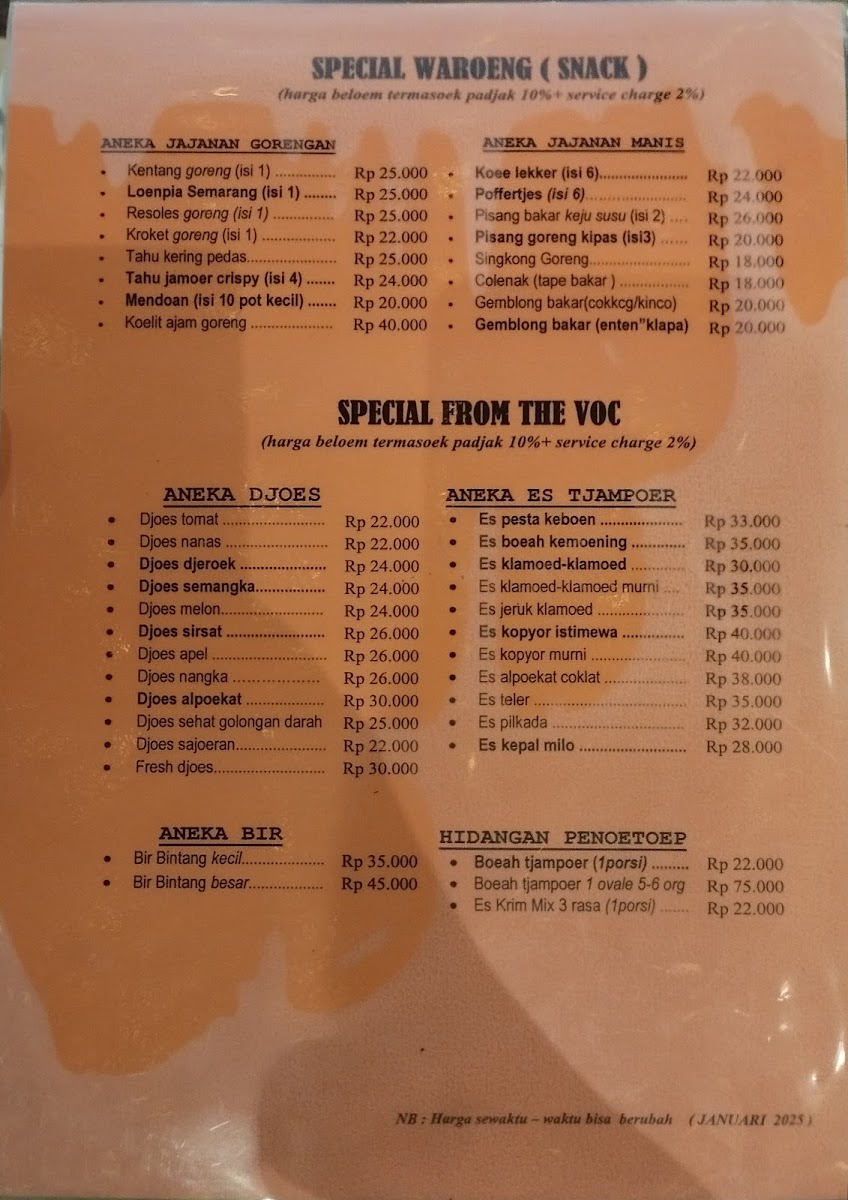 SPECIAL WAROENG ( SNACK )
(harga beloem termasoek padjak 10%+ service charge 2%)
ANEKA JAJANAN GORENGAN
• Kentang goreng (isi 1) .............. Rp 25.000
• Loenpia Semarang (isi 1) ....... Rp 25.000
• Resoles goreng (isi 1) .............. Rp 25.000
• Kroket goreng (isi 1) ................. Rp 22.000
• Tahu kering pedas..................... Rp 25.000
• Tahu jamoer crispy (isi 4) ....... Rp 24.000
• Mendoan (isi 10 pot kecil) ....... Rp 20.000
• Koelit ajam goreng ................... Rp 40.000
ANEKA JAJANAN MANIS
• Koee lekker (isi 6)...................... Rp 22.000
• Poffertjes (isi 6)......................... Rp 24.000
• Pisang bakar keju susu (isi 2) .... Rp 26.000
• Pisang goreng kipas (isi3) ...... Rp 20.000
• Singkong Goreng........................ Rp 18.000
• Colenak (tape bakar ) ................. Rp 18.000
• Gemblong bakar(cokkcg/kinco) Rp 20.000
• Gemblong bakar (enten"klapa) Rp 20.000
SPECIAL FROM THE VOC
(harga beloem termasoek padjak 10%+ service charge 2%)
ANEKA DJOES
• Djoes tomat .......................... Rp 22.000
• Djoes nanas .......................... Rp 22.000
• Djoes djeroek ...................... Rp 24.000
• Djoes semangka.................. Rp 24.000
• Djoes melon.......................... Rp 24.000
• Djoes sirsat ......................... Rp 26.000
• Djoes apel ............................. Rp 26.000
• Djoes nangka ....................... Rp 26.000
• Djoes alpoekat .................... Rp 30.000
• Djoes sehat golongan darah Rp 25.000
• Djoes sajoeran....................... Rp 22.000
• Fresh djoes............................ Rp 30.000
ANEKA ES TJAMPOER
• Es pesta keboen ..................... Rp 33.000
• Es boeah kemoening ............. Rp 35.000
• Es klamoed-klamoed .............. Rp 30.000
• Es klamoed-klamoed murni .... Rp 35.000
• Es jeruk klamoed ...................... Rp 35.000
• Es kopyor istimewa ................ Rp 40.000
• Es kopyor murni ........................ Rp 40.000
• Es alpoekat coklat ..................... Rp 38.000
• Es teler ....................................... Rp 35.000
• Es pilkada .................................. Rp 32.000
• Es kepal milo ........................... Rp 28.000
ANEKA BIR
• Bir Bintang kecil..................... Rp 35.000
• Bir Bintang besar................... Rp 45.000
HIDANGAN PENOETOEP
• Boeah tjampoer (1porsi) ......... Rp 22.000
• Boeah tjampoer 1 ovale 5-6 org Rp 75.000
• Es Krim Mix 3 rasa (1porsi) ....... Rp 22.000
NB : Harga sewaktu – waktu bisa berubah ( JANUARI 2025 )